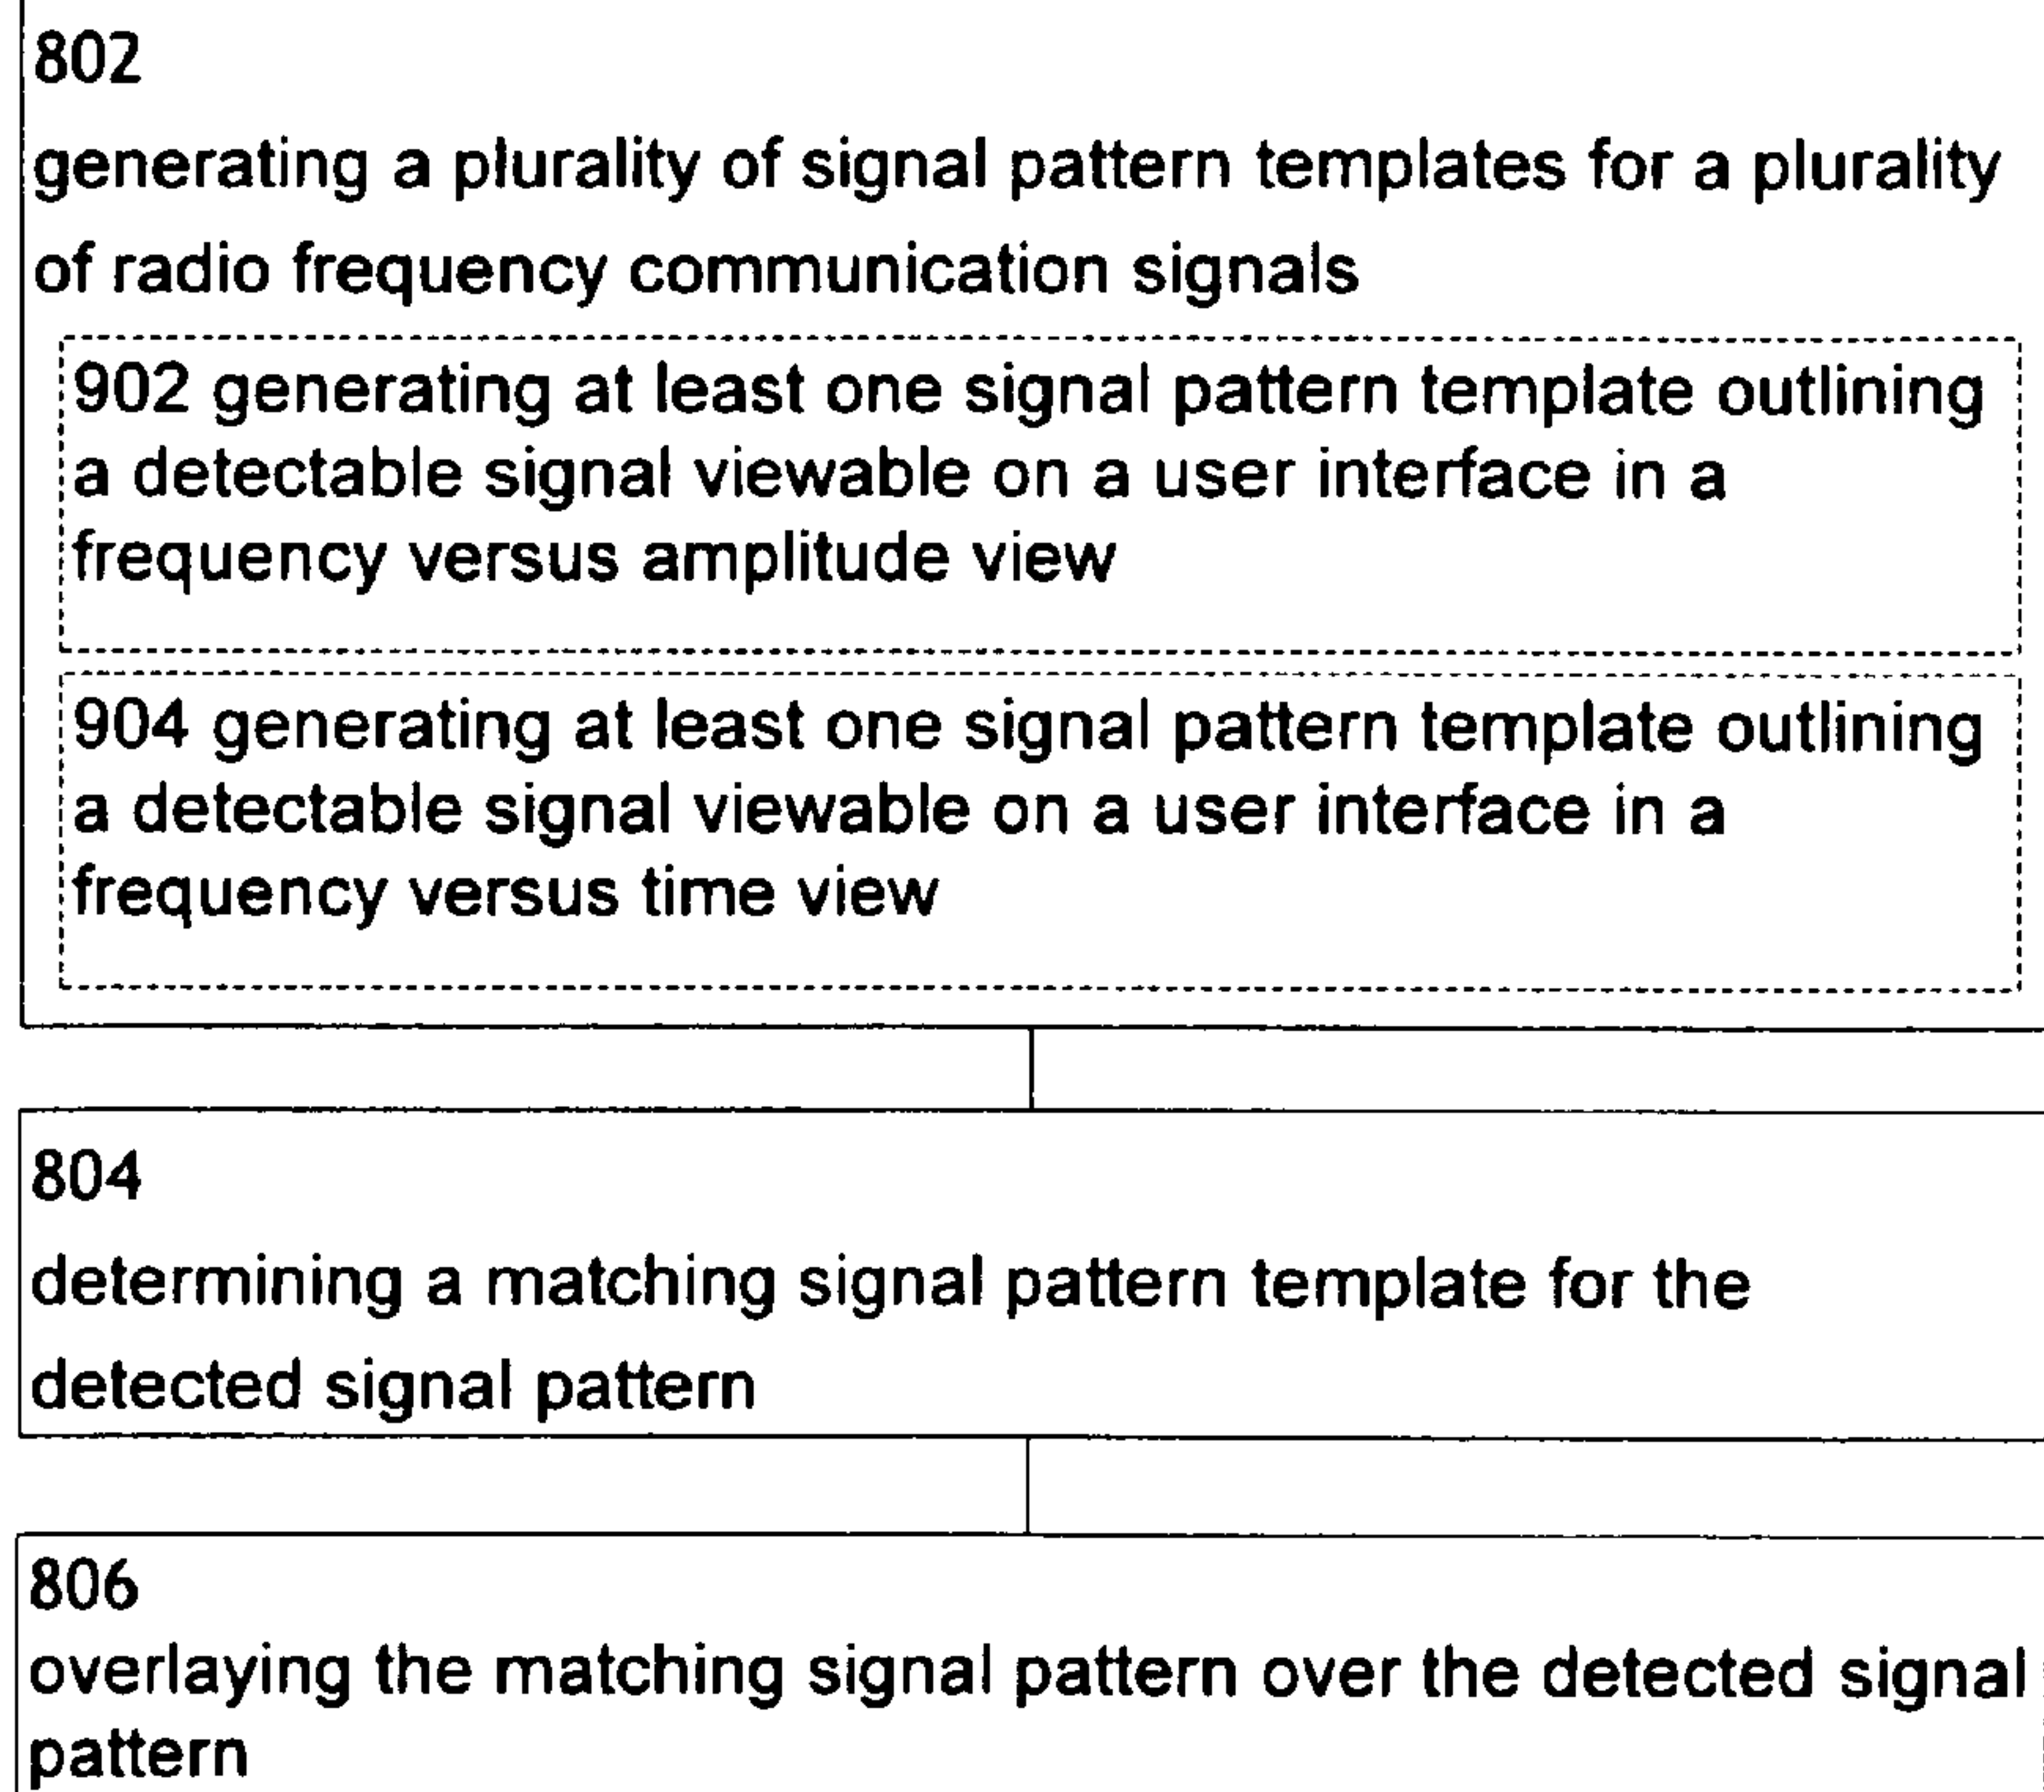 802
generating a plurality of signal pattern templates for a plurality
of radio frequency communication signals
902 generating at least one signal pattern template outlining
a detectable signal viewable on a user interface in a
frequency versus amplitude view
904 generating at least one signal pattern template outlining
a detectable signal viewable on a user interface in a
frequency versus time view
804
determining a matching signal pattern template for the
detected signal pattern
806
overlaying the matching signal pattern over the detected signal
pattern